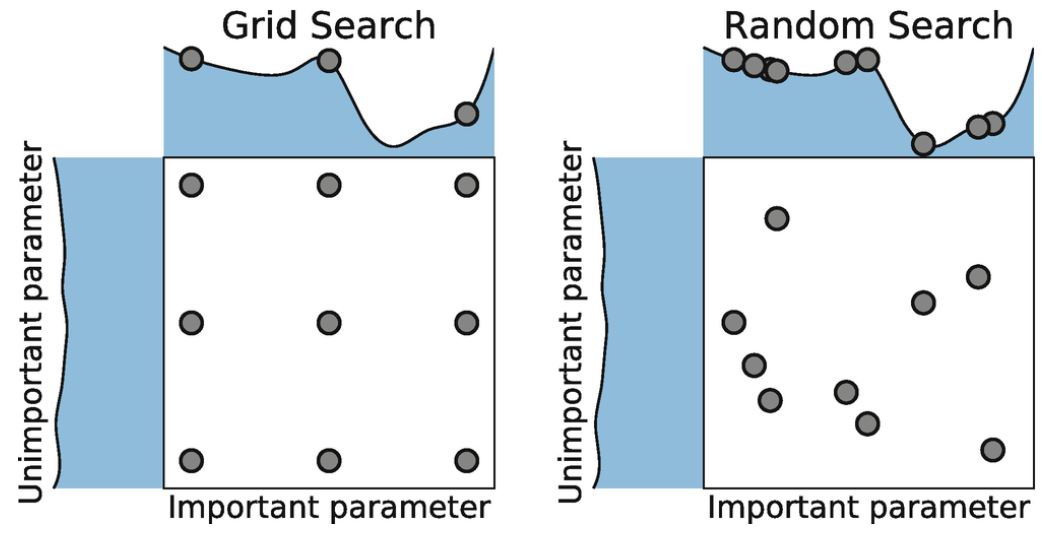 Grid Search
Unimportant parameter
Important parameter
Random Search
Unimportant parameter
Important parameter